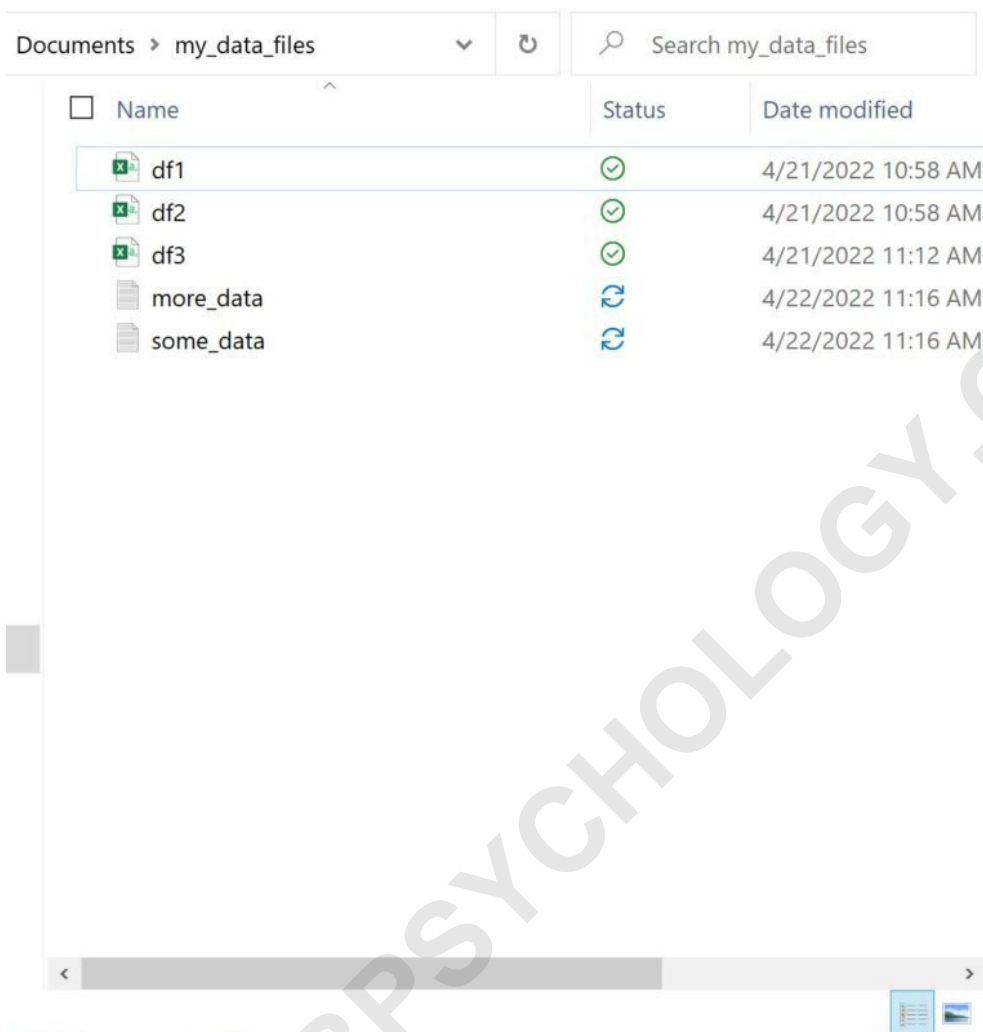 Documents > my_data_files
Search my_data_files
Name Status Date modified
df1 4/21/2022 10:58 AM
df2 4/21/2022 10:58 AM
df3 4/21/2022 11:12 AM
more_data 4/22/2022 11:16 AM
some_data 4/22/2022 11:16 AM
PSYCHOLOGY.